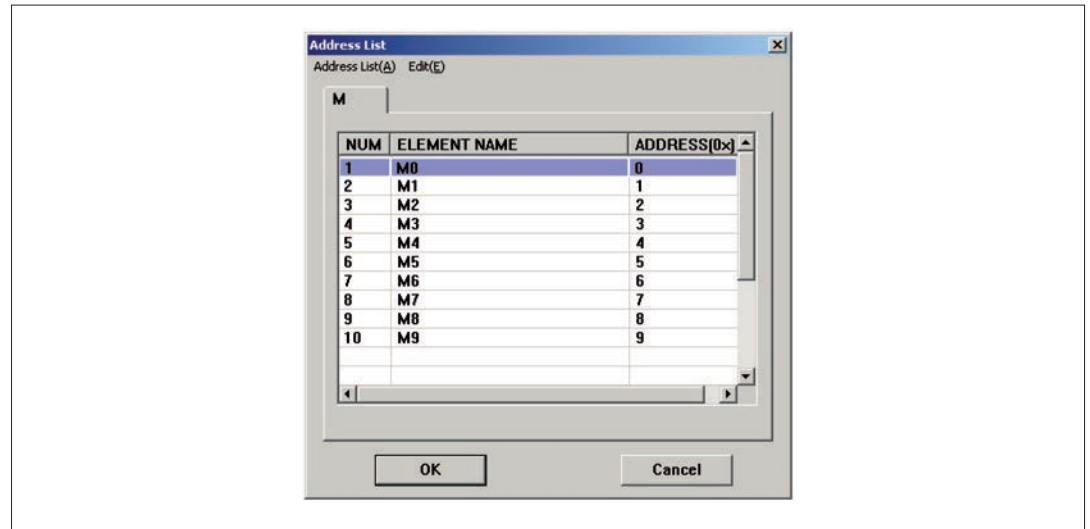 Address List
Address List(A) Edit(E)
M
NUM ELEMENT NAME ADDRESS(0x)
1 M0 0
2 M1 1
3 M2 2
4 M3 3
5 M4 4
6 M5 5
7 M6 6
8 M7 7
9 M8 8
10 M9 9
OK Cancel